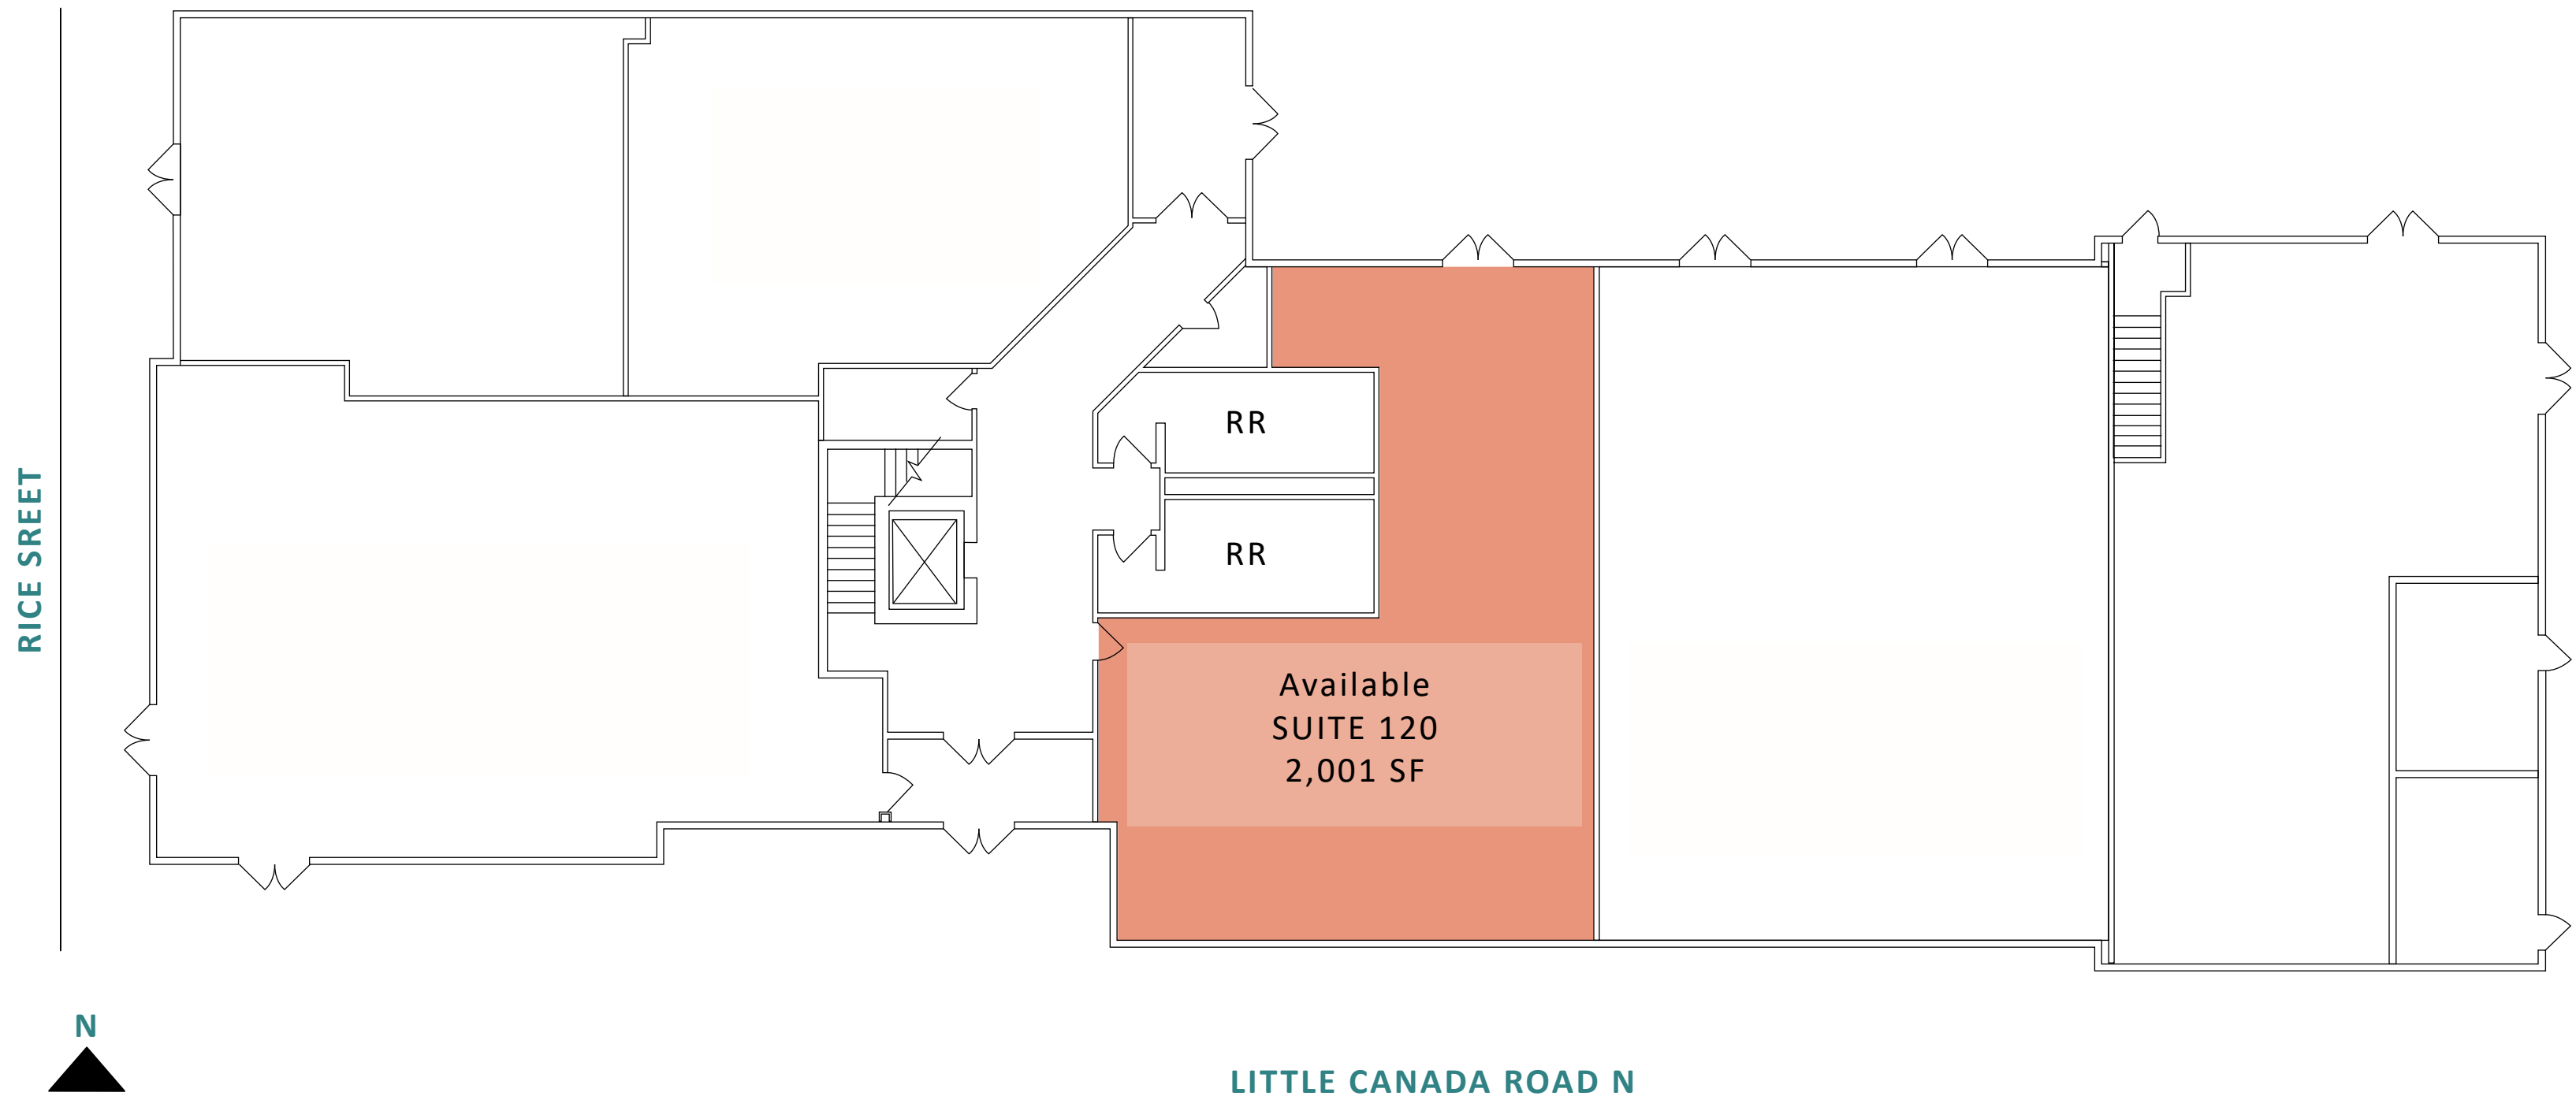 RICE SREET
RR
RR
Available
SUITE 120
2,001 SF
N
LITTLE CANADA ROAD N